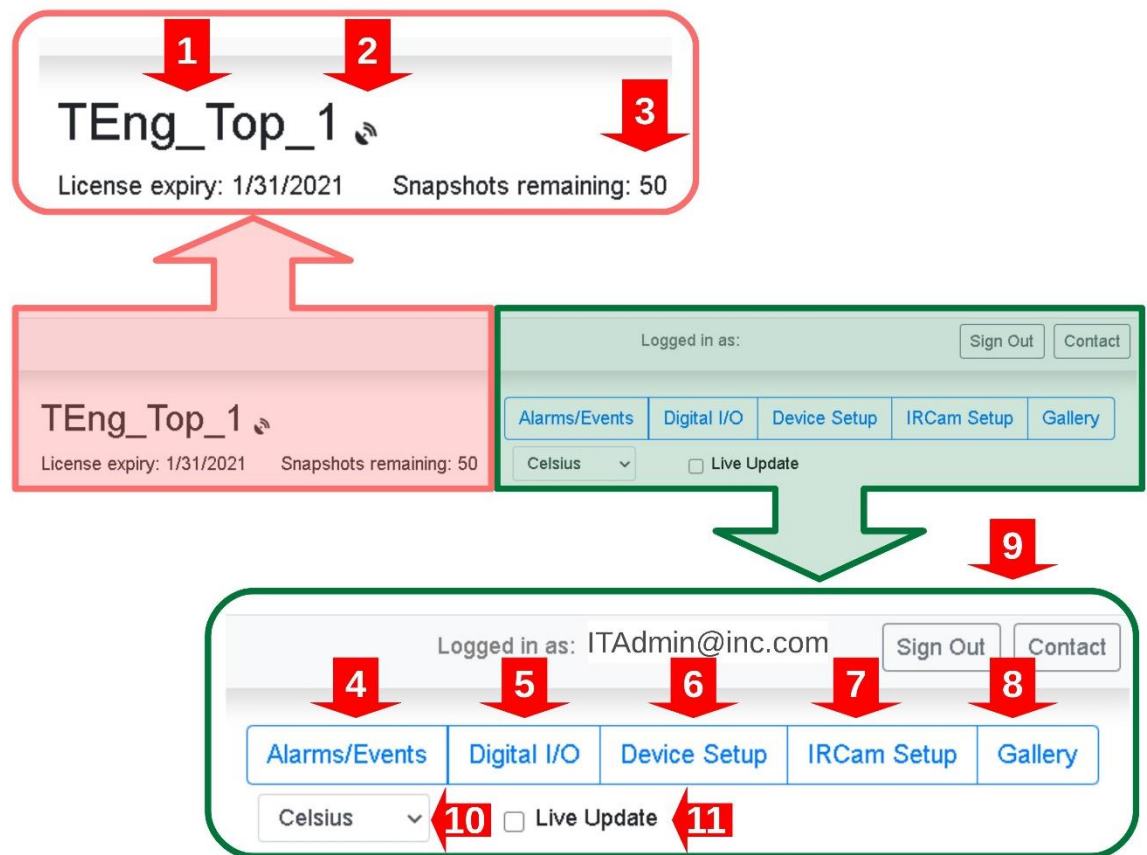 1
2
TEng_Top_1
3
License expiry: 1/31/2021 Snapshots remaining: 50
Logged in as: Sign Out Contact
TEng_Top_1
Alarms/Events Digital I/O Device Setup IRCam Setup Gallery
License expiry: 1/31/2021 Snapshots remaining: 50
Celsius Live Update
9
Logged in as: ITAdmin@inc.com Sign Out Contact
4 5 6 7 8
Alarms/Events Digital I/O Device Setup IRCam Setup Gallery
Celsius 10 Live Update 11